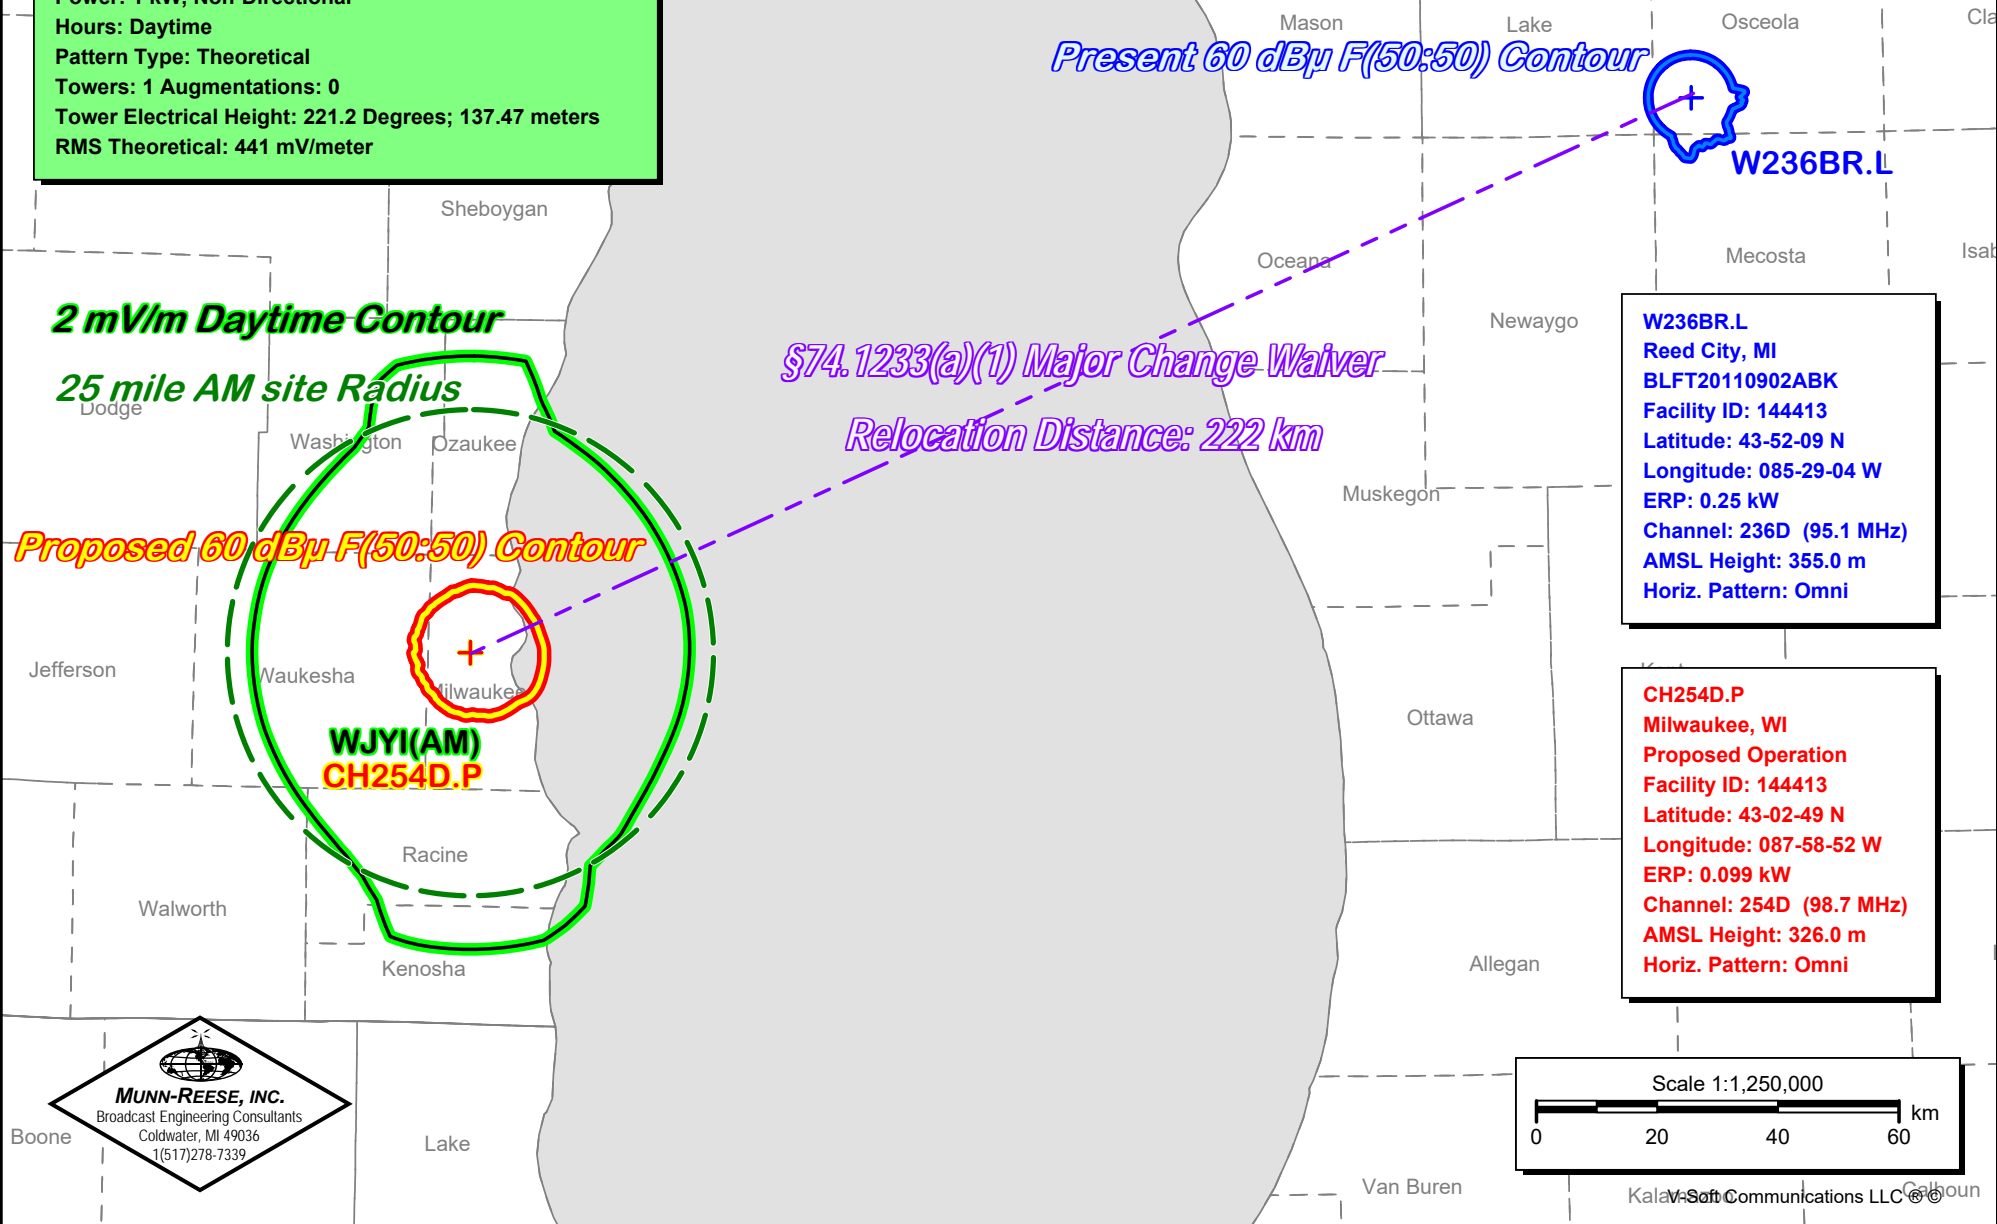 Power: 1 kW, Non-Directional
Hours: Daytime
Pattern Type: Theoretical
Towers: 1 Augmentations: 0
Tower Electrical Height: 221.2 Degrees; 137.47 meters
RMS Theoretical: 441 mV/meter
Mason
Lake
Osceola
Present 60 dBµ F(50:50) Contour
W236BR.L
Sheboygan
Oceana
Mecosta
Newaygo
2 mV/m Daytime Contour
25 mile AM site Radius
Dodge
Washington
Ozaukee
§74.1233(a)(1) Major Change Waiver
Relocation Distance: 222 km
Muskegon
W236BR.L
Reed City, MI
BLFT20110902ABK
Facility ID: 144413
Latitude: 43-52-09 N
Longitude: 085-29-04 W
ERP: 0.25 kW
Channel: 236D (95.1 MHz)
AMSL Height: 355.0 m
Horiz. Pattern: Omni
Proposed 60 dBµ F(50:50) Contour
Jefferson
Waukesha
Milwaukee
WJYI(AM)
CH254D.P
Ottawa
CH254D.P
Milwaukee, WI
Proposed Operation
Facility ID: 144413
Latitude: 43-02-49 N
Longitude: 087-58-52 W
ERP: 0.099 kW
Channel: 254D (98.7 MHz)
AMSL Height: 326.0 m
Horiz. Pattern: Omni
Racine
Walworth
Kenosha
Allegan
MUNN-REESE, INC.
Broadcast Engineering Consultants
Coldwater, MI 49036
1(517)278-7339
Boone
Lake
Scale 1:1,250,000
km
0 20 40 60
Van Buren
Kalamazoo
V-Soft Communications LLC ® ©
Calhoun